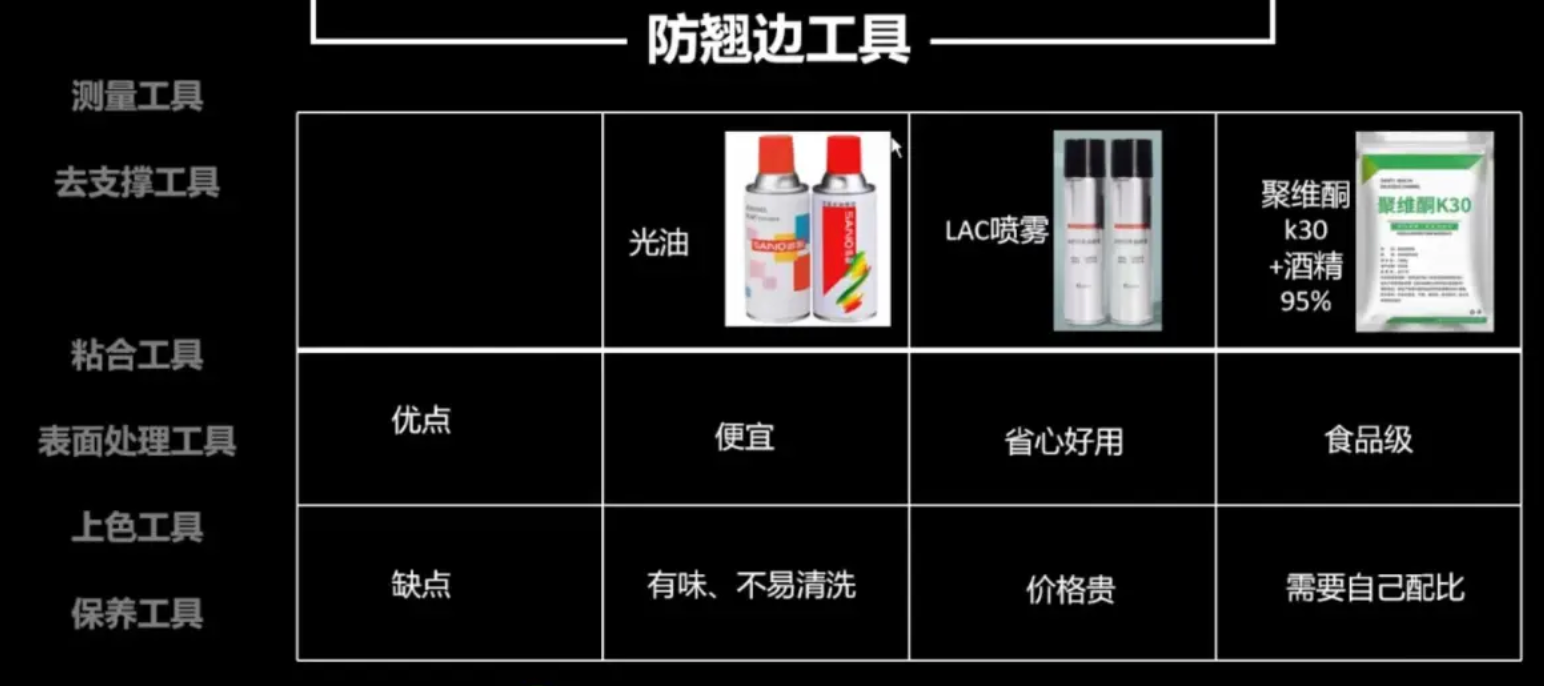 防翘边工具
测量工具
去支撑工具
粘合工具
表面处理工具
上色工具
保养工具
光油
SANO
SANO
LAC喷雾
聚维酮
k30
+酒精
95%
聚维酮K30
优点
便宜
省心好用
食品级
缺点
有味、不易清洗
价格贵
需要自己配比